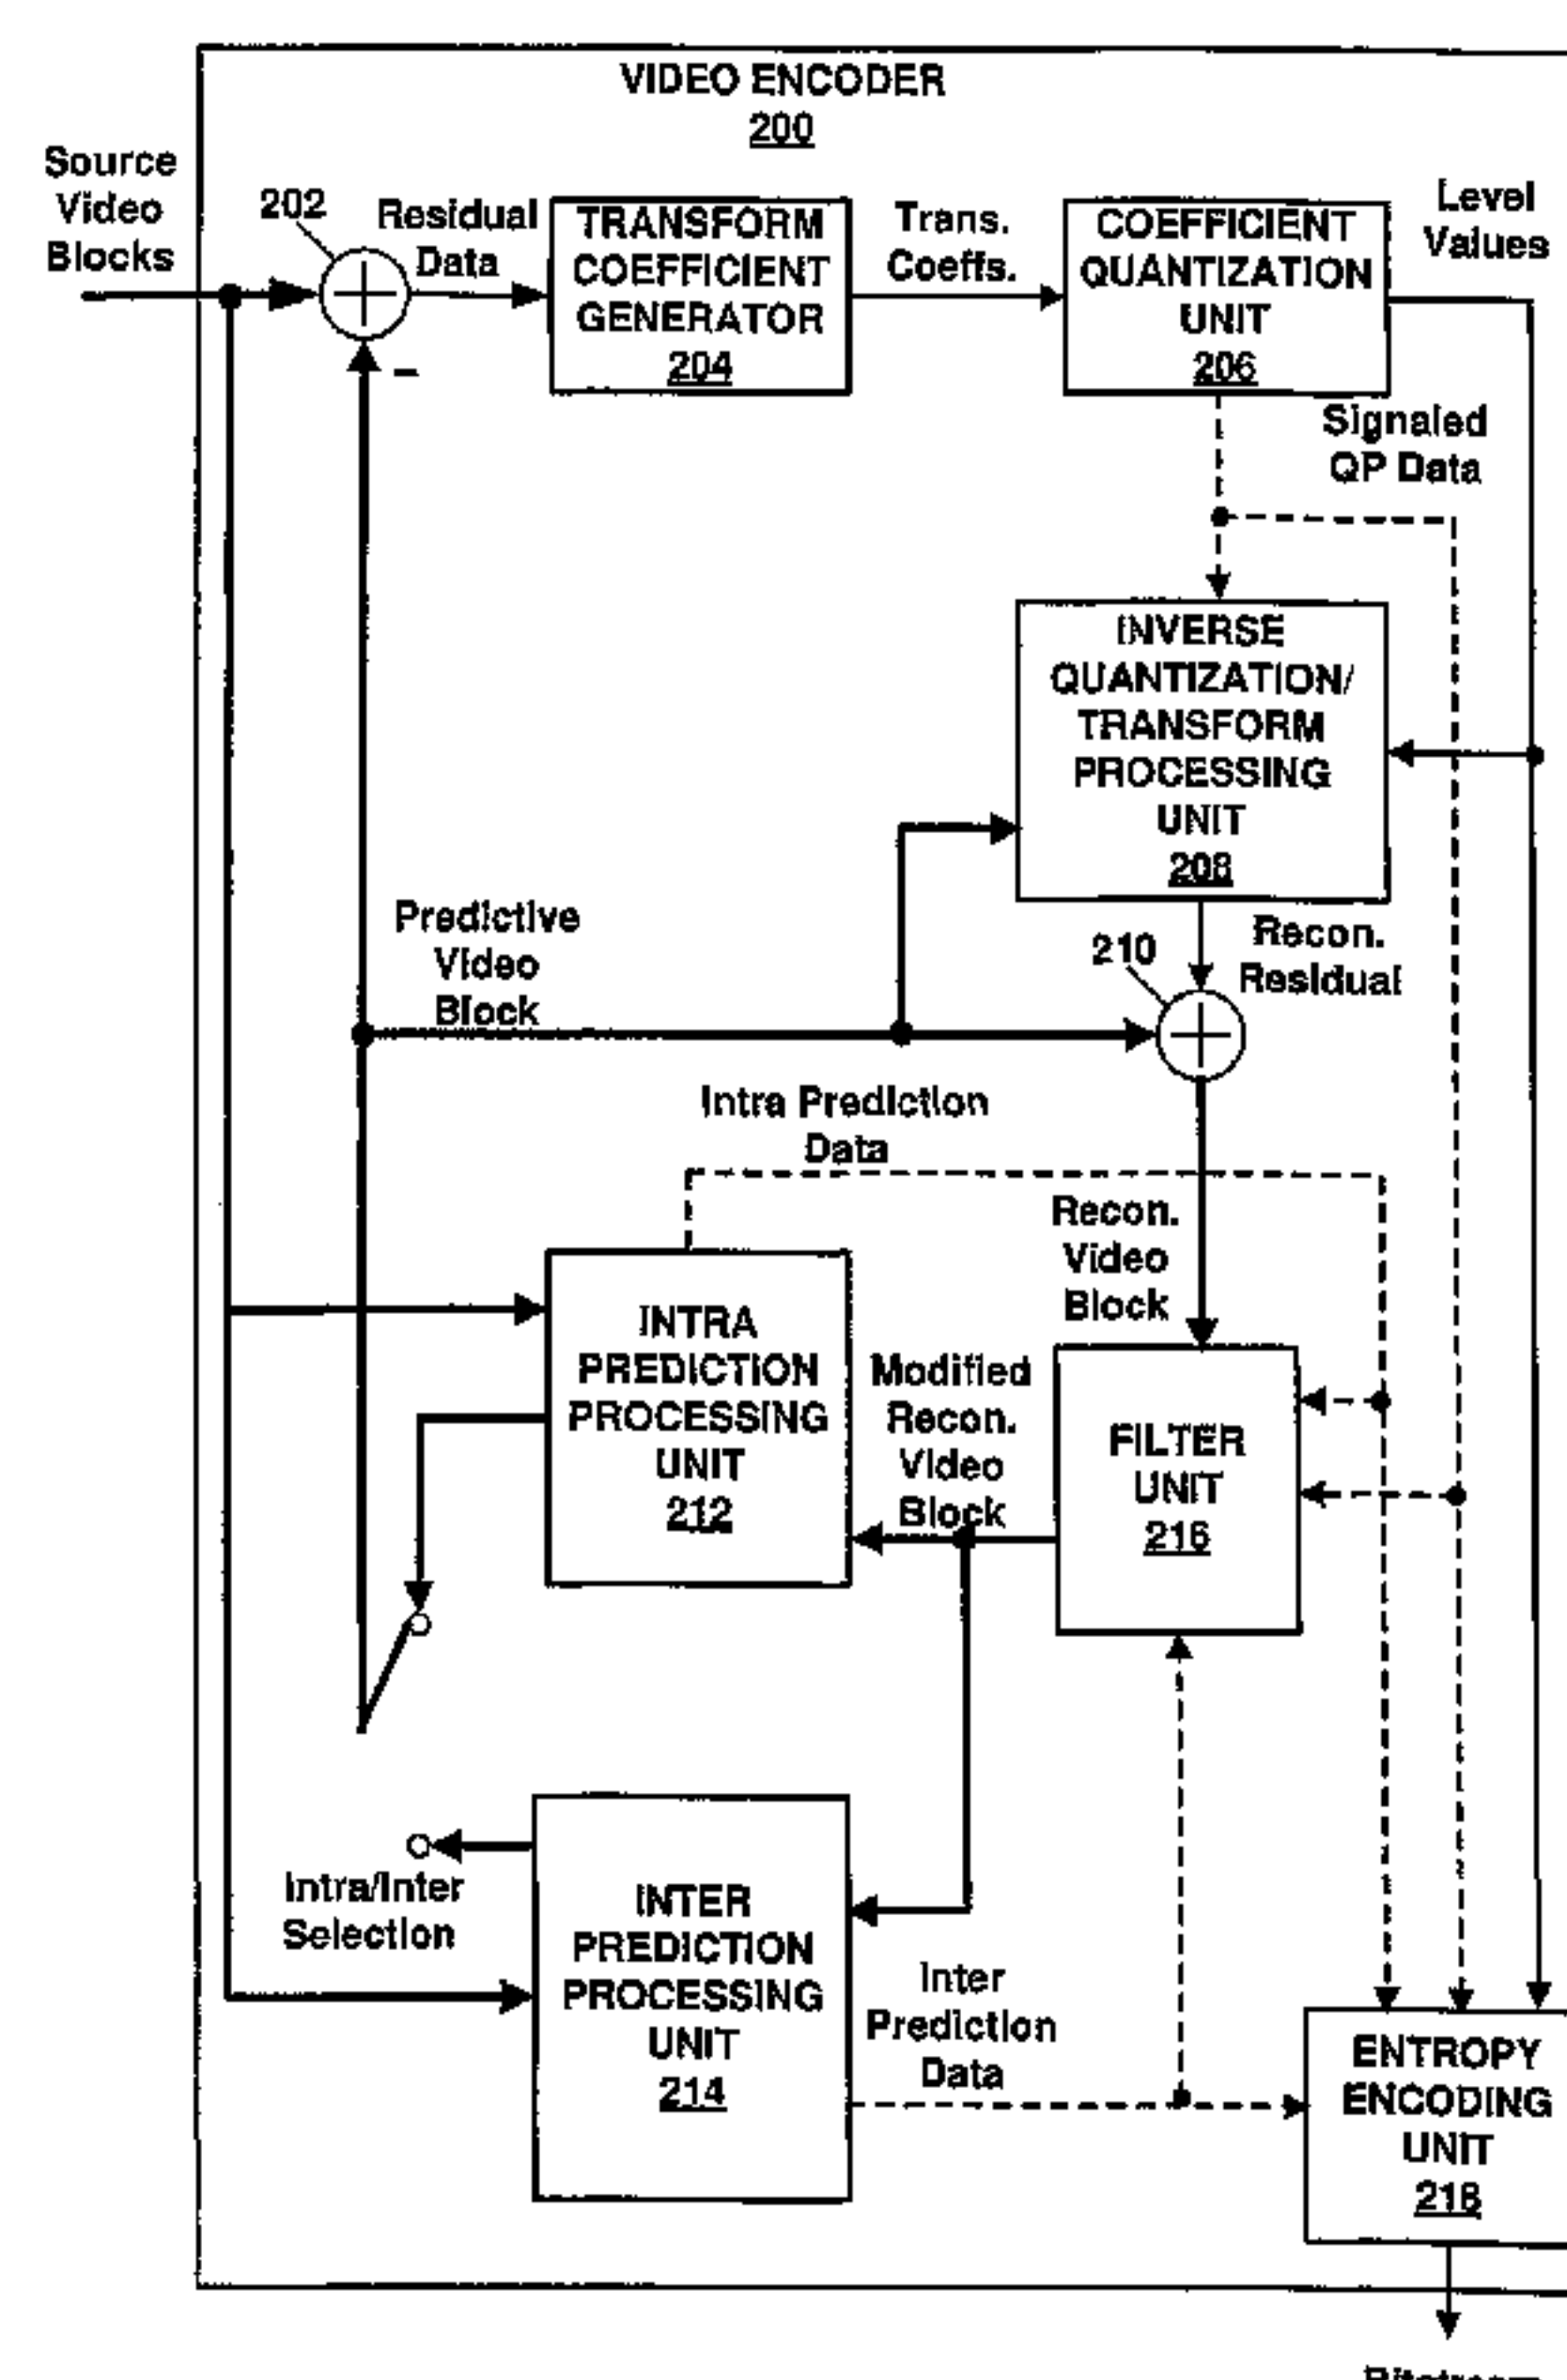 VIDEO ENCODER
200
Source
Video
Blocks
202
Residual
Data
TRANSFORM
COEFFICIENT
GENERATOR
204
Trans.
Coeffs.
COEFFICIENT
QUANTIZATION
UNIT
206
Level
Values
–
Signaled
QP Data
INVERSE
QUANTIZATION/
TRANSFORM
PROCESSING
UNIT
208
Predictive
Video
Block
210
Recon.
Residual
Intra Prediction
Data
Recon.
Video
Block
INTRA
PREDICTION
PROCESSING
UNIT
212
Modified
Recon.
Video
Block
FILTER
UNIT
216
Intra/Inter
Selection
INTER
PREDICTION
PROCESSING
UNIT
214
Inter
Prediction
Data
ENTROPY
ENCODING
UNIT
218